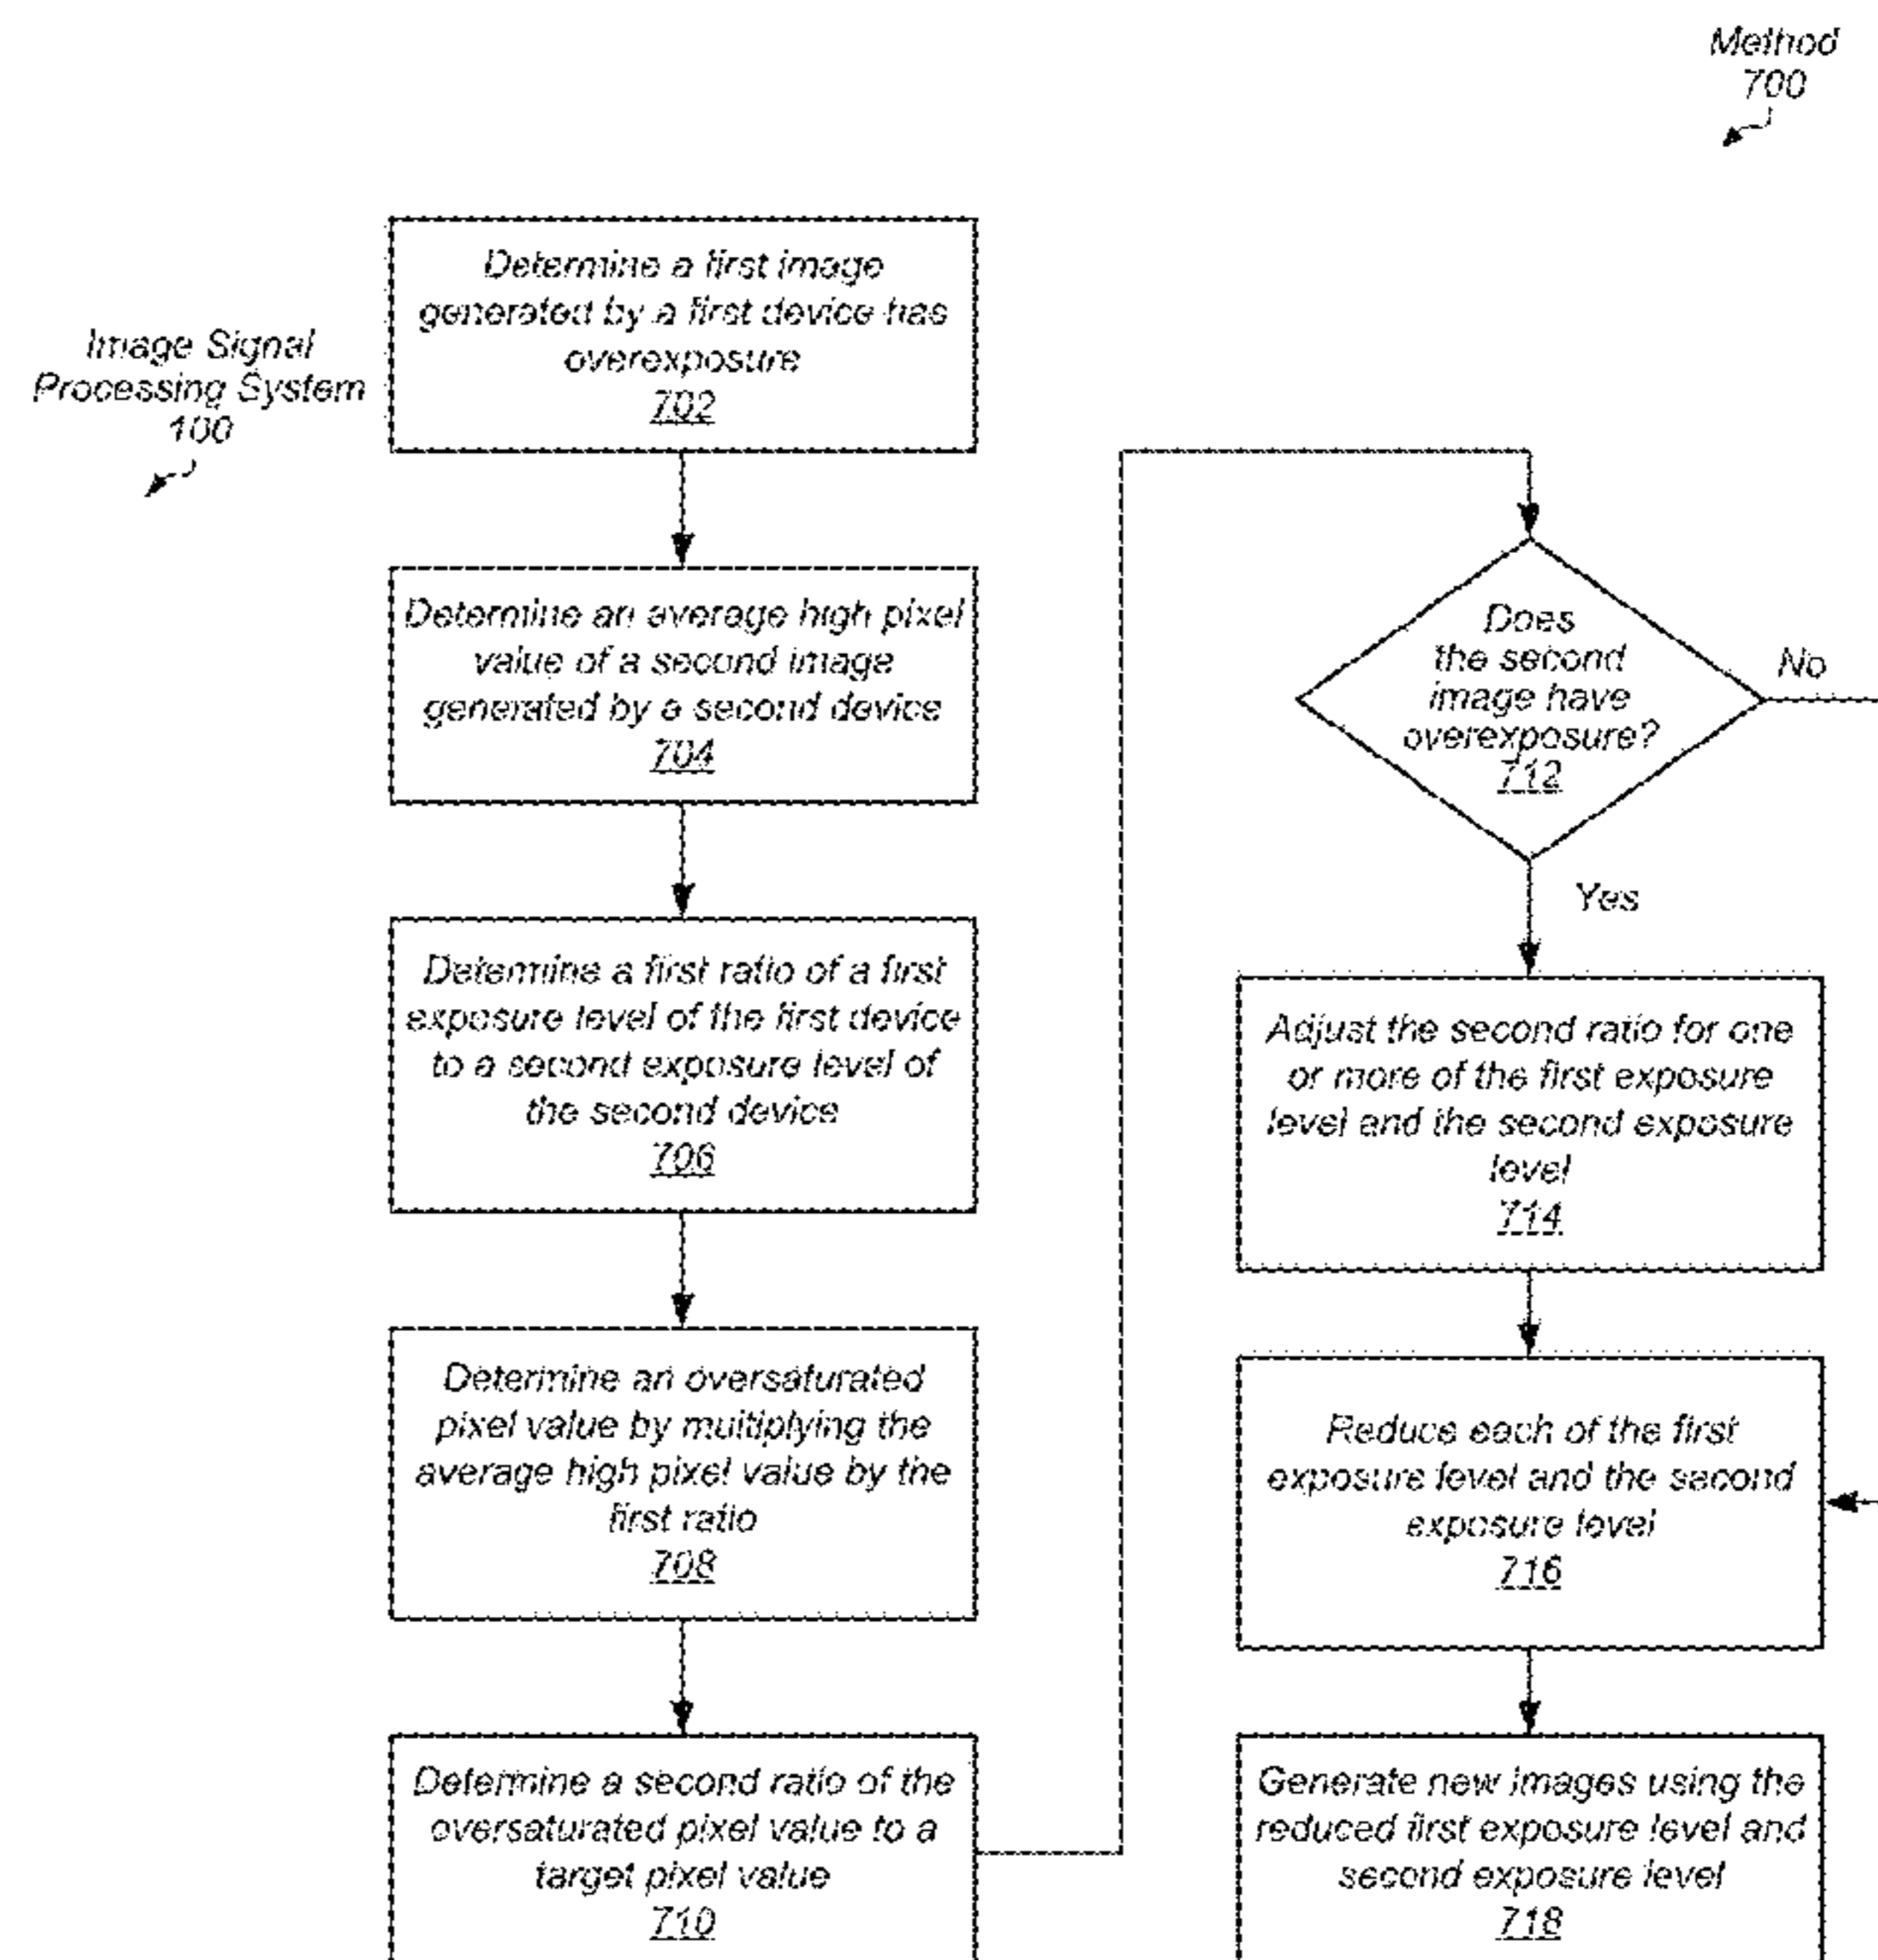 Method
700
Image Signal
Processing System
100
Determine a first image
generated by a first device has
overexposure
702
Determine an average high pixel
value of a second image
generated by a second device
704
Determine a first ratio of a first
exposure level of the first device
to a second exposure level of
the second device
706
Determine an oversaturated
pixel value by multiplying the
average high pixel value by the
first ratio
708
Determine a second ratio of the
oversaturated pixel value to a
target pixel value
710
Does
the second
image have
overexposure?
712
No
Yes
Adjust the second ratio for one
or more of the first exposure
level and the second exposure
level
714
Reduce each of the first
exposure level and the second
exposure level
716
Generate new images using the
reduced first exposure level and
second exposure level
718